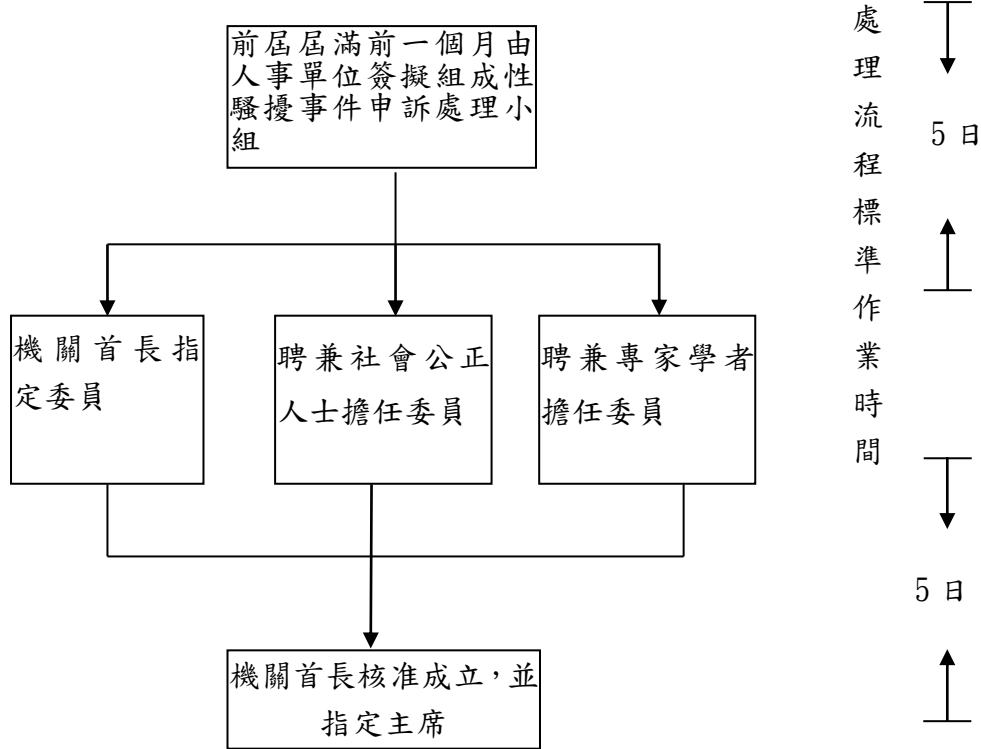 前屆屆滿前一個月由
人事單位簽擬組成性
騷擾事件申訴處理小
組
機關首長指
定委員
聘兼社會公正
人士擔任委員
聘兼專家學者
擔任委員
機關首長核准成立，並
指定主席
處理流程標準作業時間
5日
5日